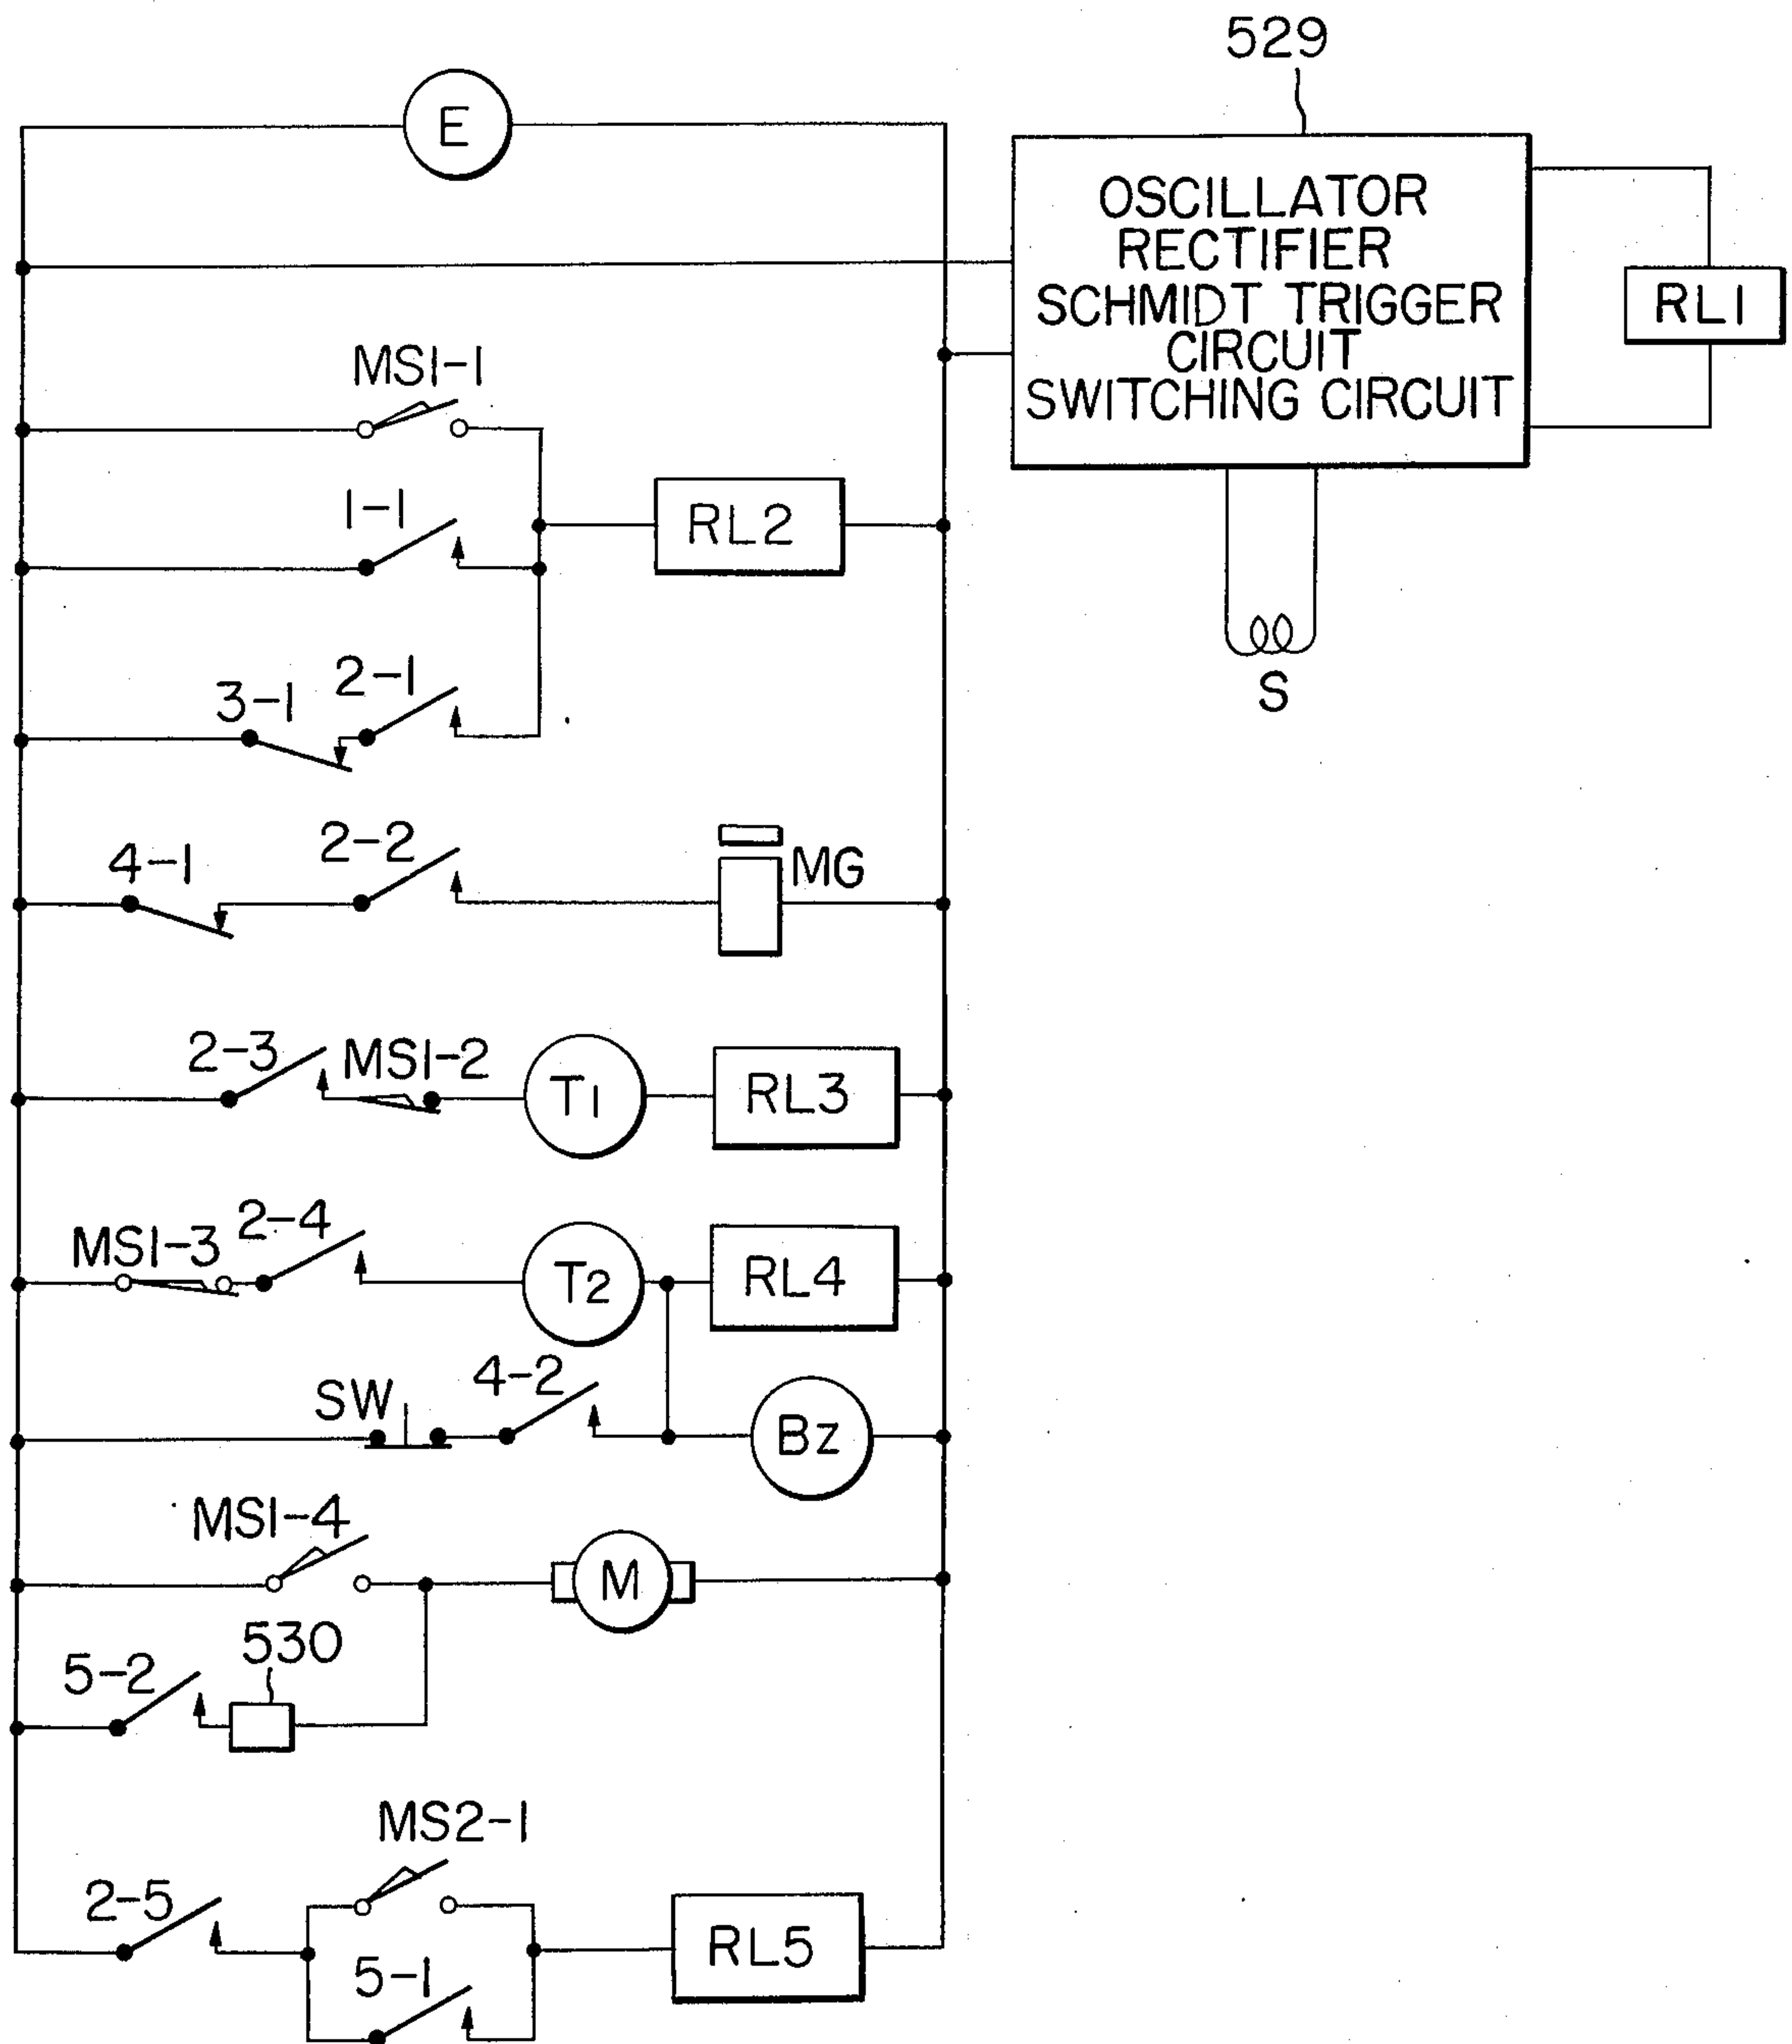 529
E
OSCILLATOR
RECTIFIER
SCHMIDT TRIGGER
CIRCUIT
SWITCHING CIRCUIT
RL1
S
MS1-1
1-1
RL2
3-1
2-1
4-1
2-2
MG
2-3
MS1-2
T1
RL3
MS1-3
2-4
T2
RL4
SW
4-2
BZ
MS1-4
M
5-2
530
MS2-1
2-5
5-1
RL5